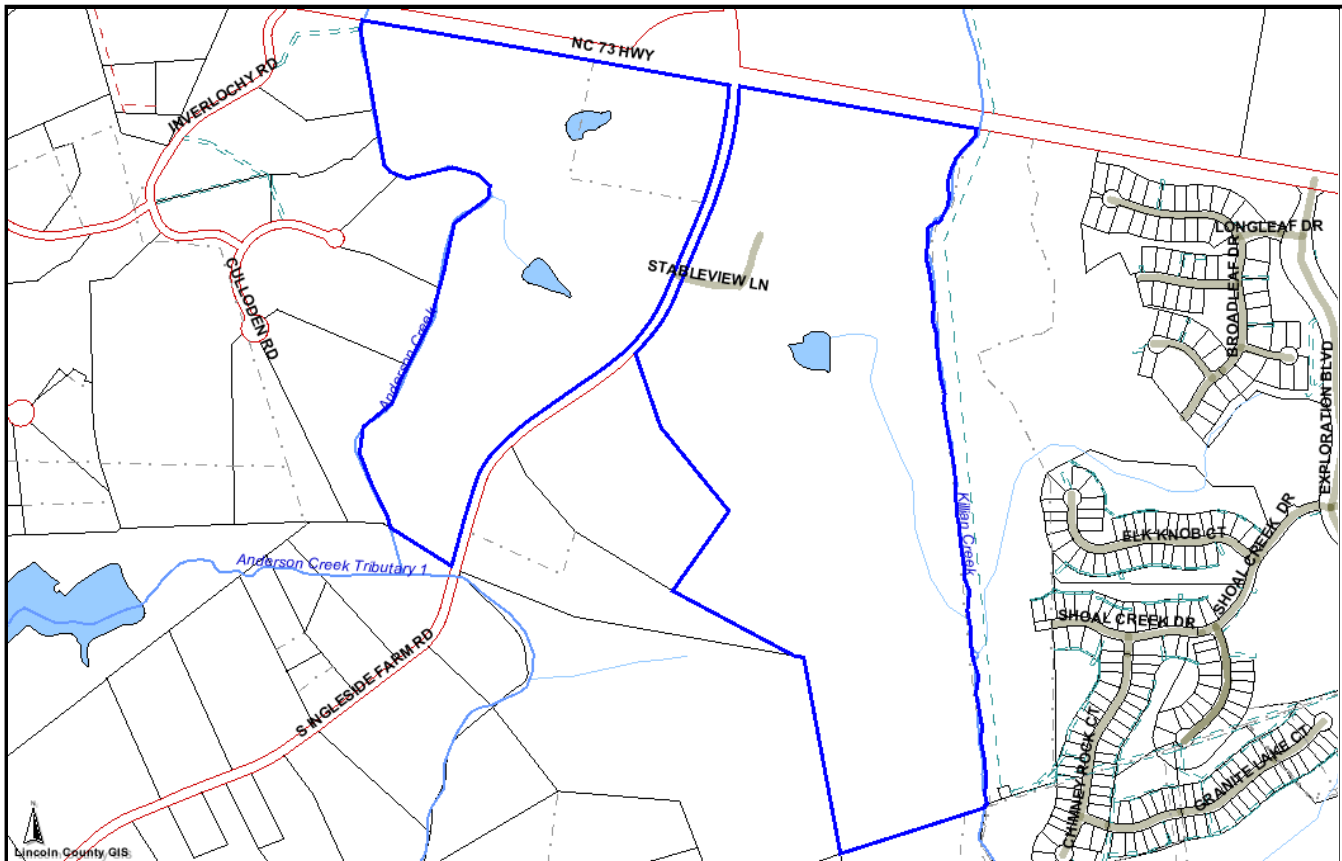 NC 73 HWY
INVERLOCHY RD
LONGLEAF DR
BROADLEAF DR
STABLEVIEW LN
CULLODEN RD
Anderson Creek
EXPLORATION BLVD
Killian Creek
ELK KNOB CT
SHOAL CREEK DR
Anderson Creek Tributary 1
SHOAL CREEK DR
S INGLESIDE FARM RD
CHIMNEY ROCK CT
GRANITE LAKE CT
N
Lincoln County GIS